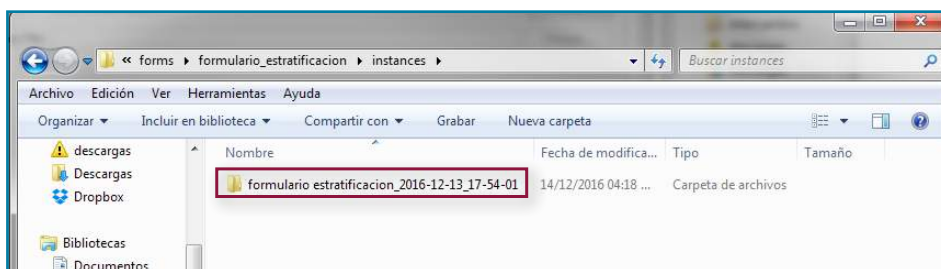 « forms ▸ formulario_estratificacion ▸ instances ▸ Buscar instances
Archivo Edición Ver Herramientas Ayuda
Organizar ▾ Incluir en biblioteca ▾ Compartir con ▾ Grabar Nueva carpeta
descargas Nombre Fecha de modifica... Tipo Tamaño
Descargas formulario estratificacion_2016-12-13_17-54-01 14/12/2016 04:18 ... Carpeta de archivos
Dropbox
Bibliotecas
Documentos